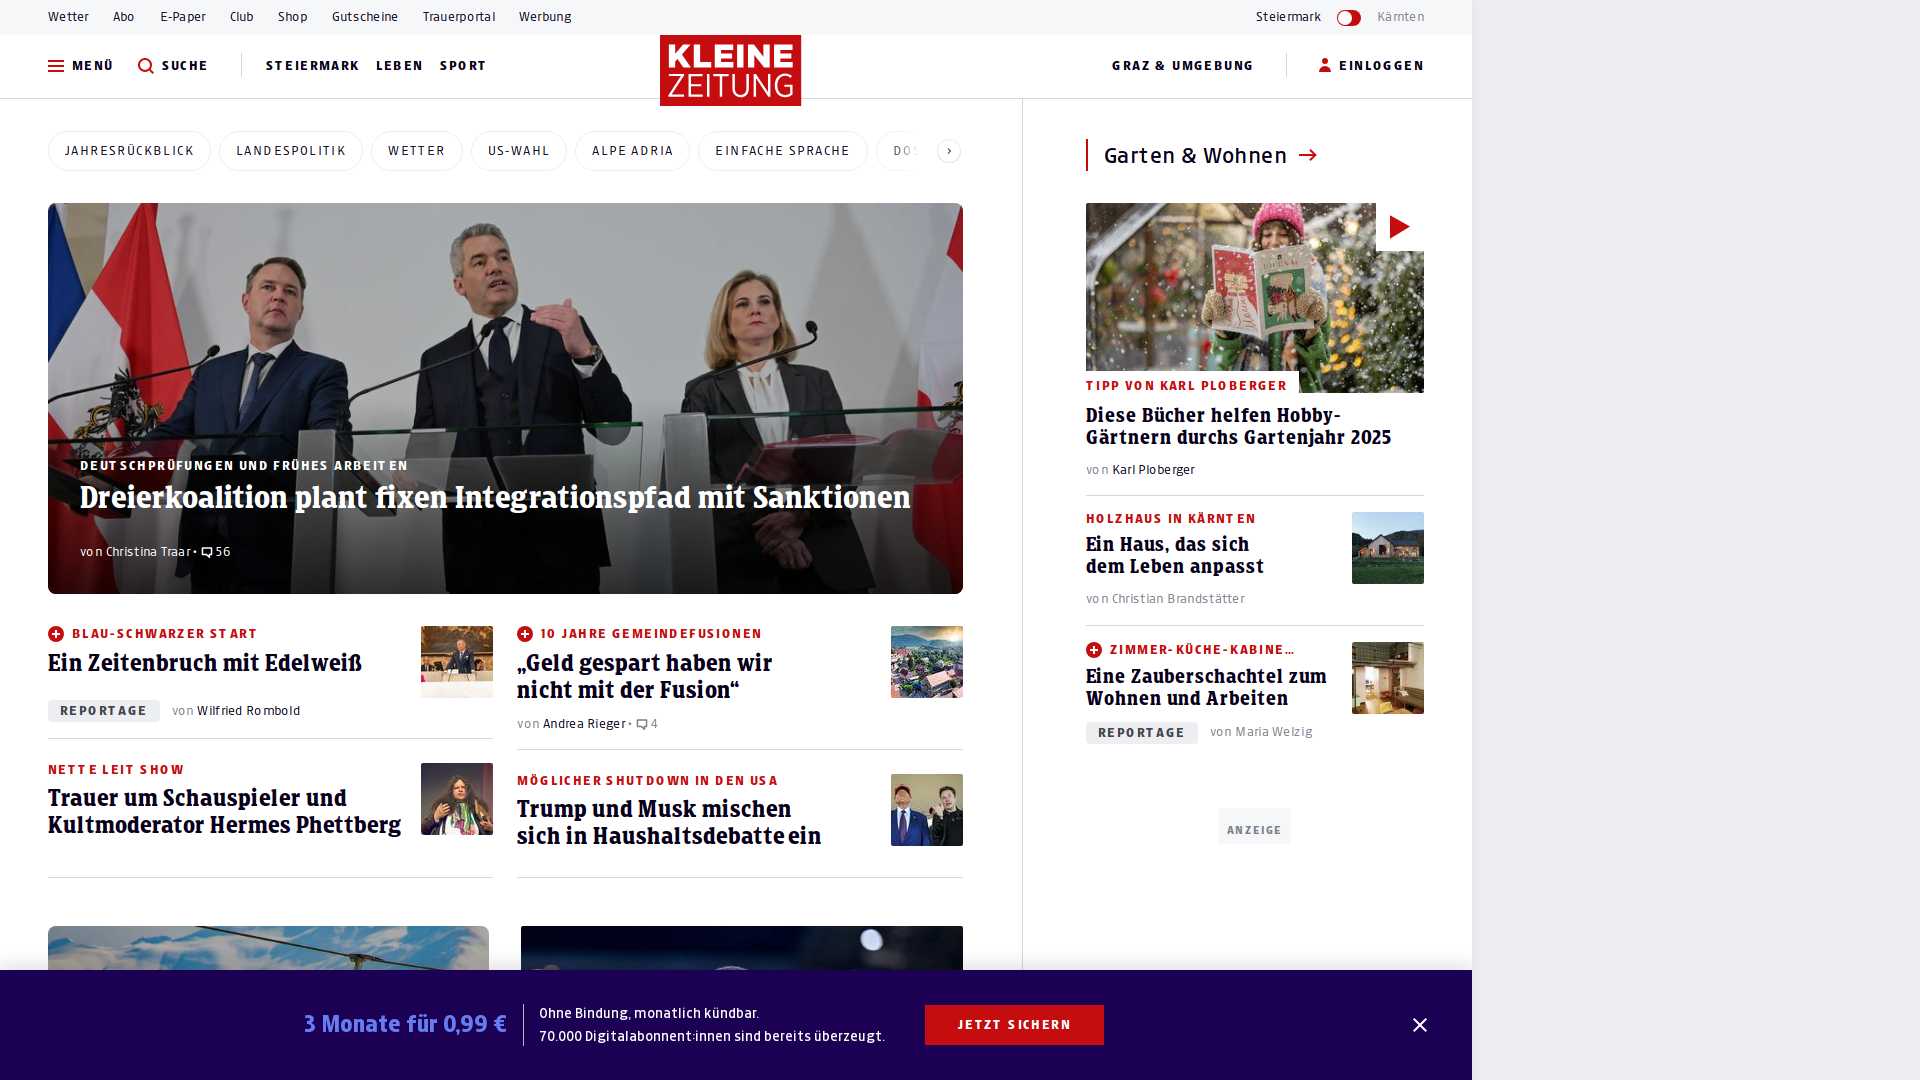 Wetter Abo E-Paper Club Shop Gutscheine Trauerportal Werbung Steiermark Kärnten
MENÜ SUCHE STEIERMARK LEBEN SPORT KLEINE ZEITUNG GRAZ & UMGEBUNG EINLOGGEN
JAHRESRÜCKBLICK LANDESPOLITIK WETTER US-WAHL ALPE ADRIA EINFACHE SPRACHE
DEUTSCHPRÜFUNGEN UND FRÜHES ARBEITEN
Dreierkoalition plant fixen Integrationspfad mit Sanktionen
von Christina Traar • 56
BLAU-SCHWARZER START
Ein Zeitenbruch mit Edelweiß
REPORTAGE von Wilfried Rombold
NETTE LEIT SHOW
Trauer um Schauspieler und
Kultmoderator Hermes Phettberg
10 JAHRE GEMEINDEFUSIONEN
„Geld gespart haben wir
nicht mit der Fusion“
von Andrea Rieger • 4
MÖGLICHER SHUTDOWN IN DEN USA
Trump und Musk mischen
sich in Haushaltsdebatte ein
Garten & Wohnen
TIPP VON KARL PLOBERGER
Diese Bücher helfen Hobby-
Gärtnern durchs Gartenjahr 2025
von Karl Ploberger
HOLZHAUS IN KÄRNTEN
Ein Haus, das sich
dem Leben anpasst
von Christian Brandstätter
ZIMMER-KÜCHE-KABINE…
Eine Zauberschachtel zum
Wohnen und Arbeiten
REPORTAGE von Maria Welzig
ANZEIGE
3 Monate für 0,99 €
Ohne Bindung, monatlich kündbar.
70.000 Digitalabonnent:innen sind bereits überzeugt.
JETZT SICHERN